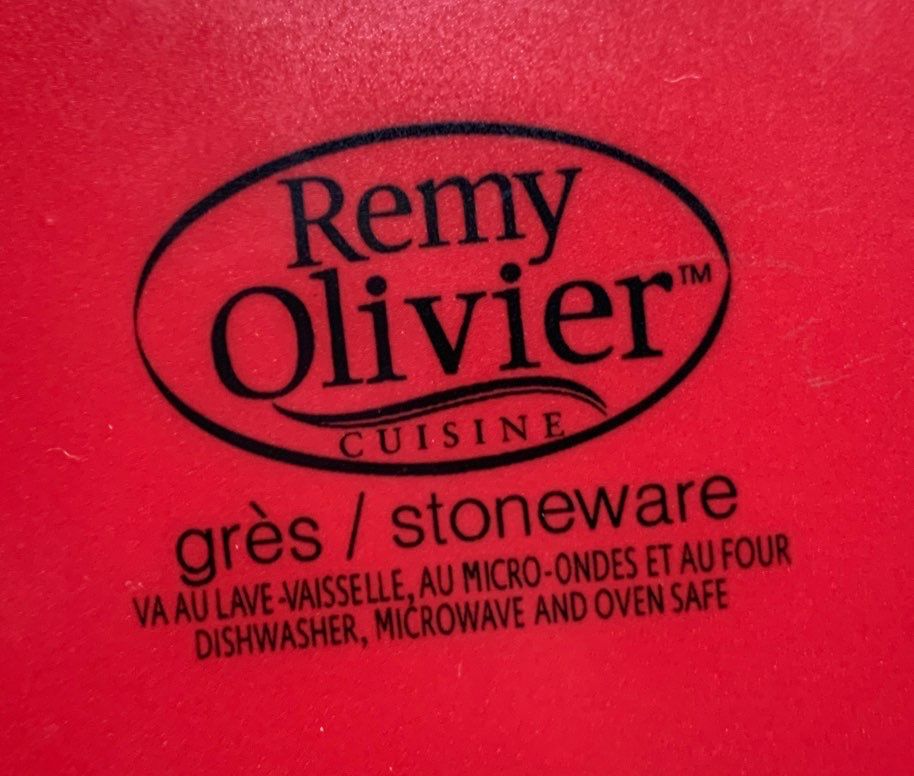 Remy
Olivier™
CUISINE
grès / stoneware
VA AU LAVE-VAISSELLE, AU MICRO-ONDES ET AU FOUR
DISHWASHER, MICROWAVE AND OVEN SAFE